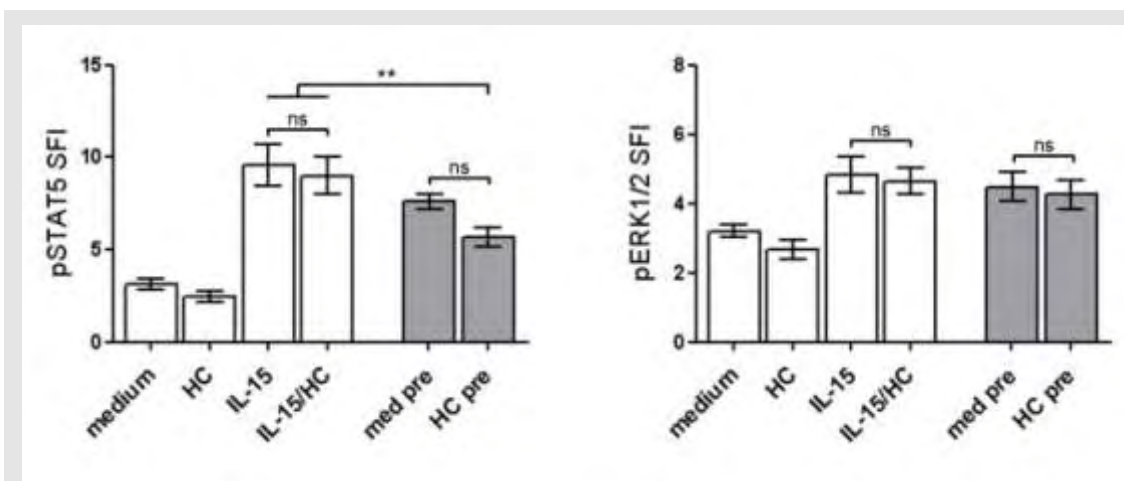 15
10
5
0
pSTAT5 SFI
**
ns
ns
medium
HC
IL-15
IL-15/HC
med pre
HC pre
8
6
4
2
0
pERK1/2 SFI
ns
ns
medium
HC
IL-15
IL-15/HC
med pre
HC pre